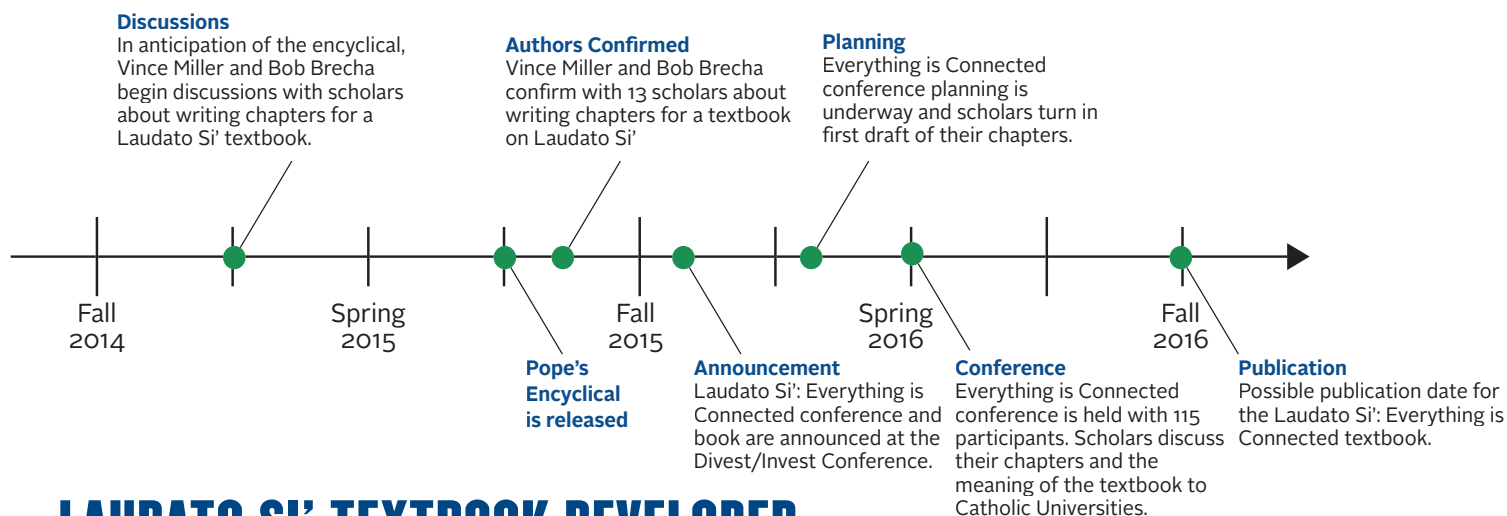 Discussions
In anticipation of the encyclical,
Vince Miller and Bob Brecha
begin discussions with scholars
about writing chapters for a
Laudato Si’ textbook.
Authors Confirmed
Vince Miller and Bob Brecha
confirm with 13 scholars about
writing chapters for a textbook
on Laudato Si’
Planning
Everything is Connected
conference planning is
underway and scholars turn in
first draft of their chapters.
Fall
2014
Spring
2015
Fall
2015
Spring
2016
Fall
2016
Pope’s
Encyclical
is released
Announcement
Laudato Si’: Everything is
Connected conference and
book are announced at the
Divest/Invest Conference.
Conference
Everything is Connected
conference is held with 115
participants. Scholars discuss
their chapters and the
meaning of the textbook to
Catholic Universities.
Publication
Possible publication date for
the Laudato Si’: Everything is
Connected textbook.
LAUDATO SI’ TEXTBOOK DEVELOPED